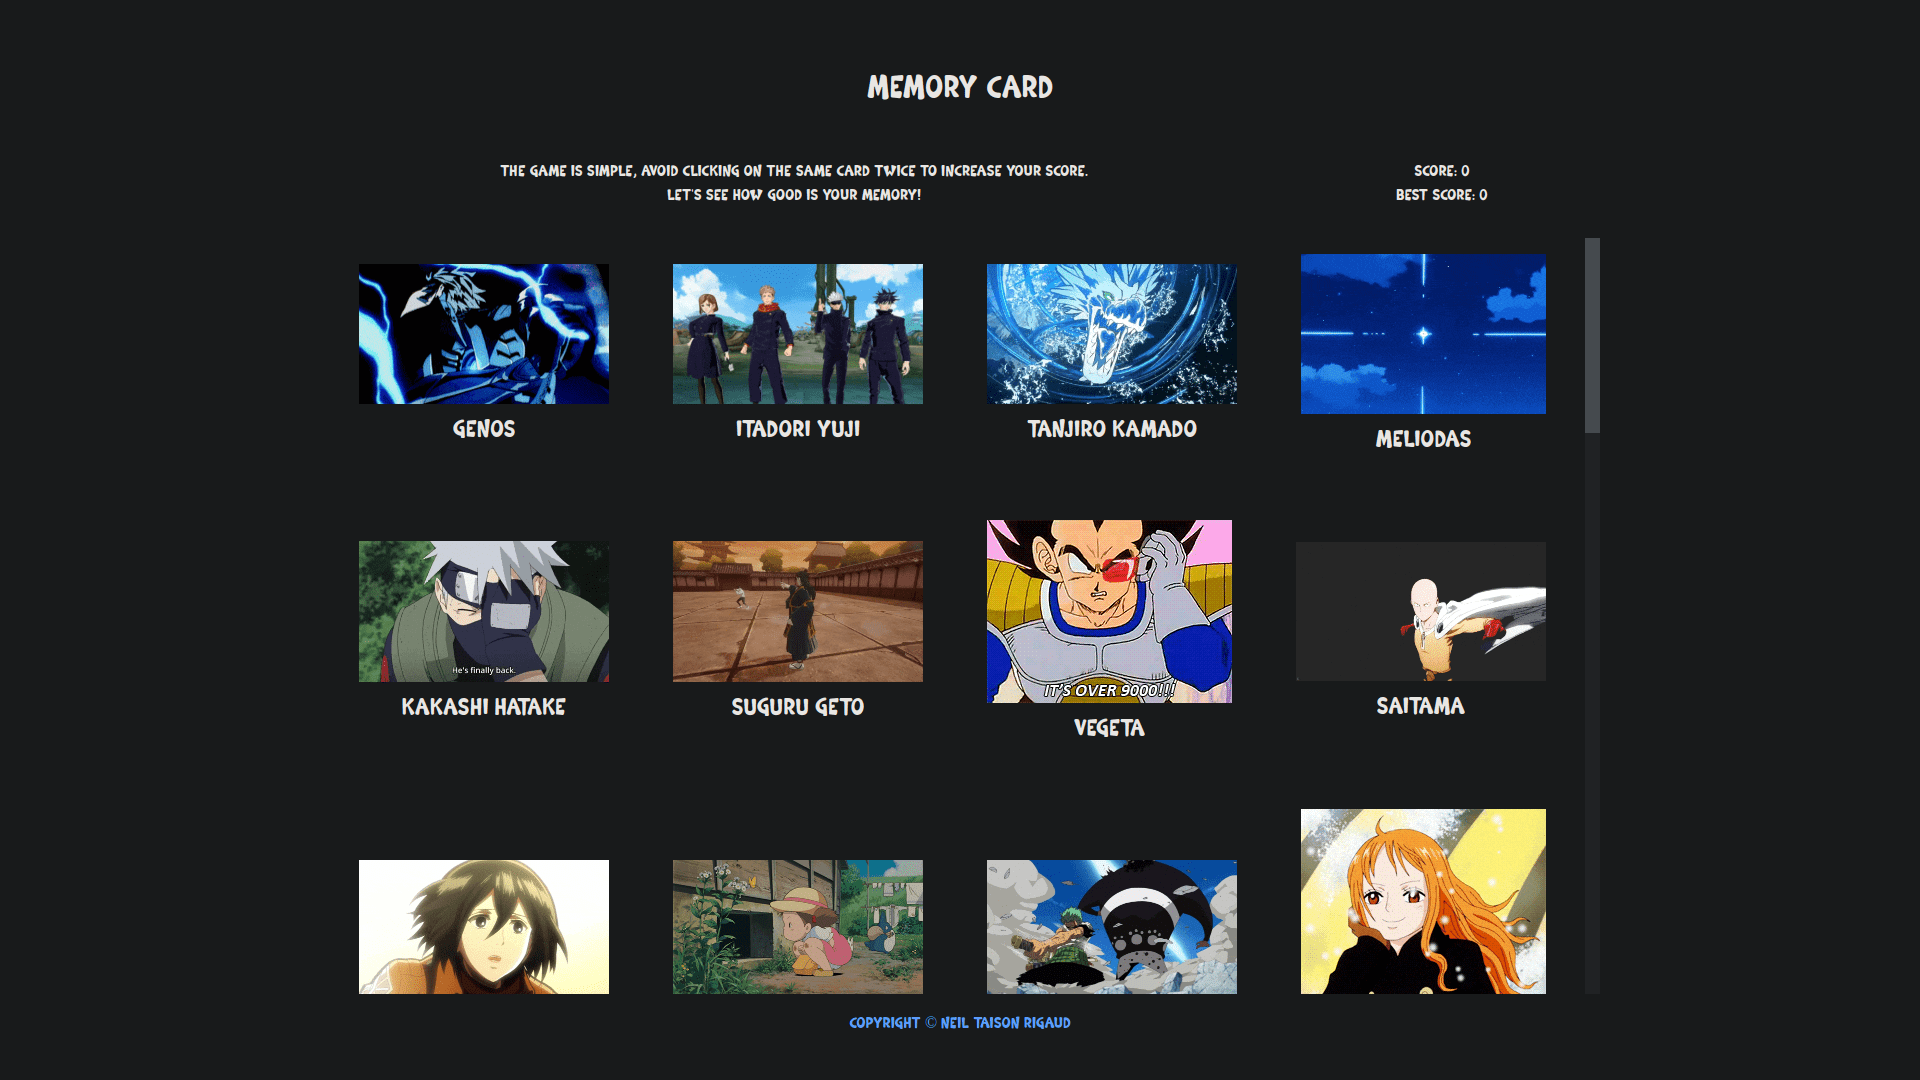 MEMORY CARD
THE GAME IS SIMPLE, AVOID CLICKING ON THE SAME CARD TWICE TO INCREASE YOUR SCORE.
LET'S SEE HOW GOOD IS YOUR MEMORY!
SCORE: 0
BEST SCORE: 0
GENOS
ITADORI YUJI
TANJIRO KAMADO
MELIODAS
He's finally back.
IT'S OVER 9000!!!
KAKASHI HATAKE
SUGURU GETO
VEGETA
SAITAMA
COPYRIGHT © NEIL TAISON RIGAUD